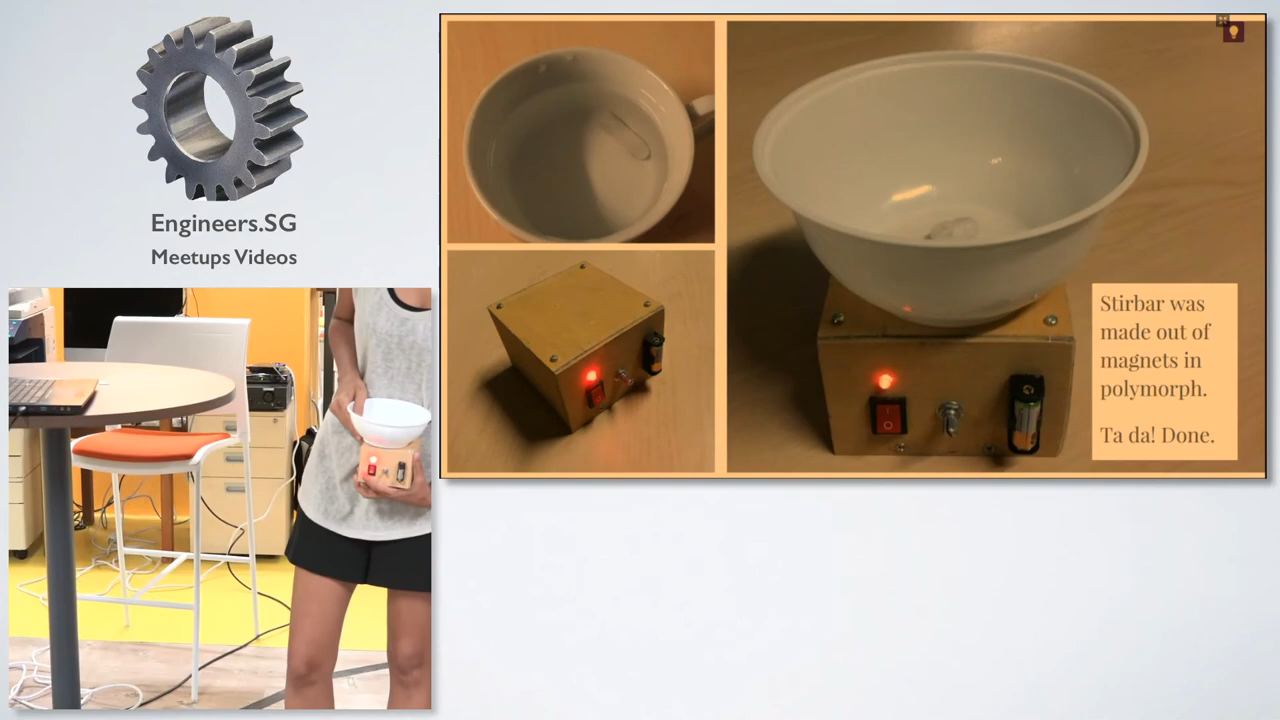 Engineers.SG
Meetups Videos
Stirbar was
made out of
magnets in
polymorph.
Ta da! Done.